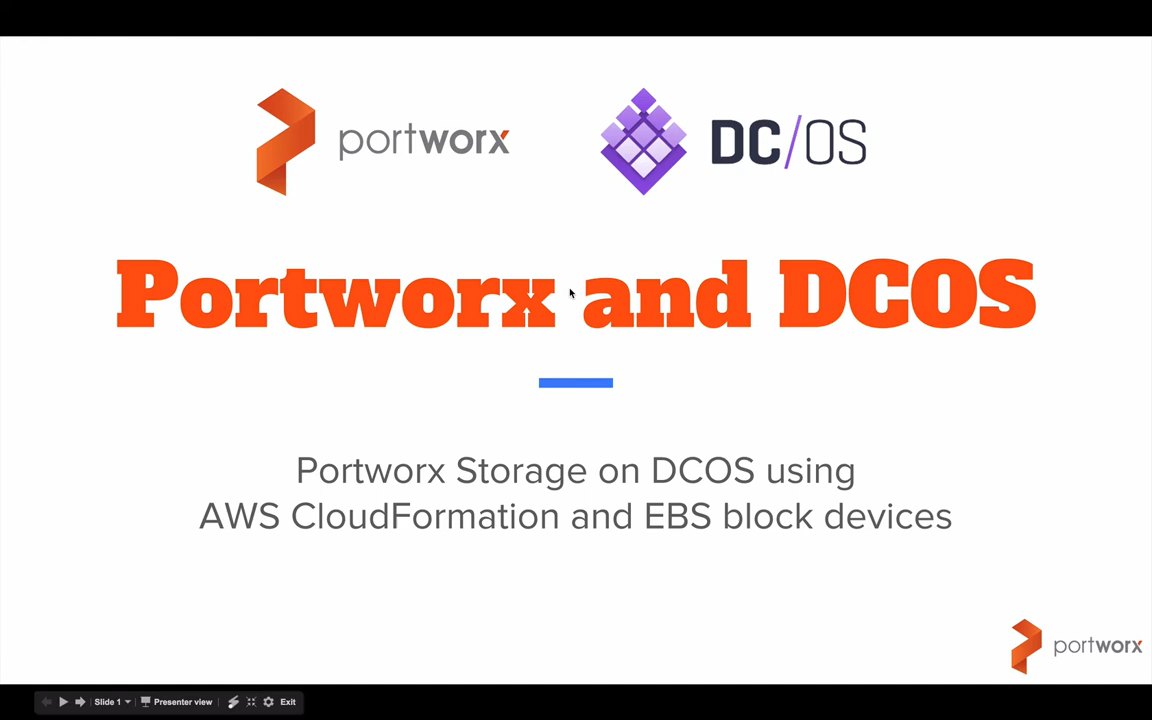 portworx
DC/OS
Portworx and DCOS
Portworx Storage on DCOS using
AWS CloudFormation and EBS block devices
portworx
Slide 1
Presenter view
Exit